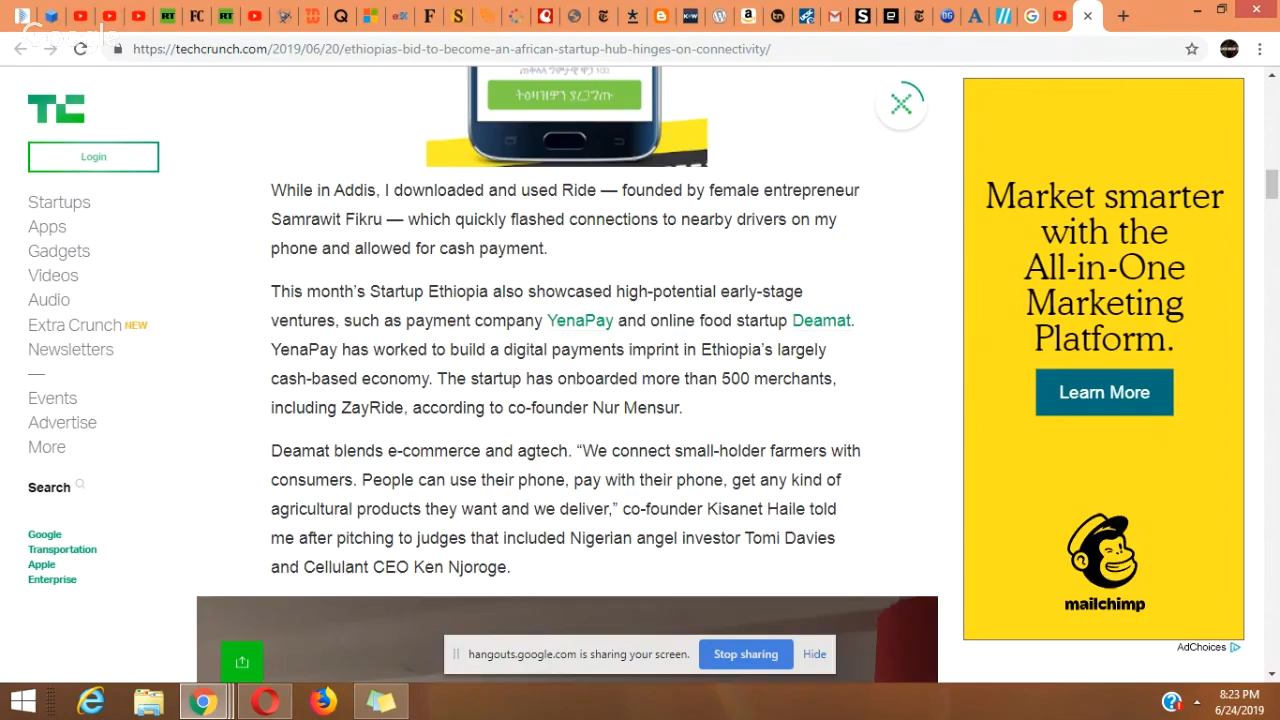 Google
https://techcrunch.com/2019/06/20/ethiopias-bid-to-become-an-african-startup-hub-hinges-on-connectivity/
TC
Login
Startups
Apps
Gadgets
Videos
Audio
Extra Crunch NEW
Newsletters
—
Events
Advertise
More
Search
Google
Transportation
Apple
Enterprise
ትዕዛዝዎን ያረጋግጡ
While in Addis, I downloaded and used Ride — founded by female entrepreneur
Samrawit Fikru — which quickly flashed connections to nearby drivers on my
phone and allowed for cash payment.
This month’s Startup Ethiopia also showcased high-potential early-stage
ventures, such as payment company YenaPay and online food startup Deamat.
YenaPay has worked to build a digital payments imprint in Ethiopia’s largely
cash-based economy. The startup has onboarded more than 500 merchants,
including ZayRide, according to co-founder Nur Mensur.
Deamat blends e-commerce and agtech. “We connect small-holder farmers with
consumers. People can use their phone, pay with their phone, get any kind of
agricultural products they want and we deliver,” co-founder Kisanet Haile told
me after pitching to judges that included Nigerian angel investor Tomi Davies
and Cellulant CEO Ken Njoroge.
Market smarter
with the
All-in-One
Marketing
Platform.
Learn More
mailchimp
AdChoices
hangouts.google.com is sharing your screen. Stop sharing Hide
8:23 PM
6/24/2019